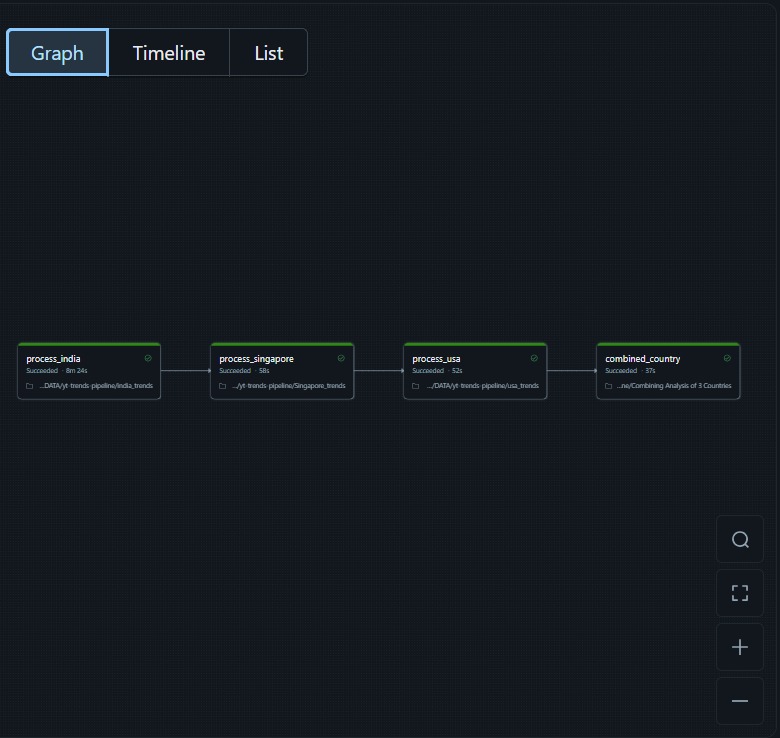 Graph
Timeline
List
process_india
Succeeded · 8m 24s
...DATA/yt-trends-pipeline/india_trends
process_singapore
Succeeded · 58s
.../yt-trends-pipeline/Singapore_trends
process_usa
Succeeded · 52s
.../DATA/yt-trends-pipeline/usa_trends
combined_country
Succeeded · 37s
...ne/Combining Analysis of 3 Countries